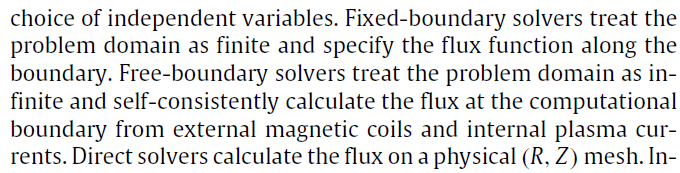 choice of independent variables. Fixed-boundary solvers treat the
problem domain as finite and specify the flux function along the
boundary. Free-boundary solvers treat the problem domain as in-
finite and self-consistently calculate the flux at the computational
boundary from external magnetic coils and internal plasma cur-
rents. Direct solvers calculate the flux on a physical (R, Z) mesh. In-